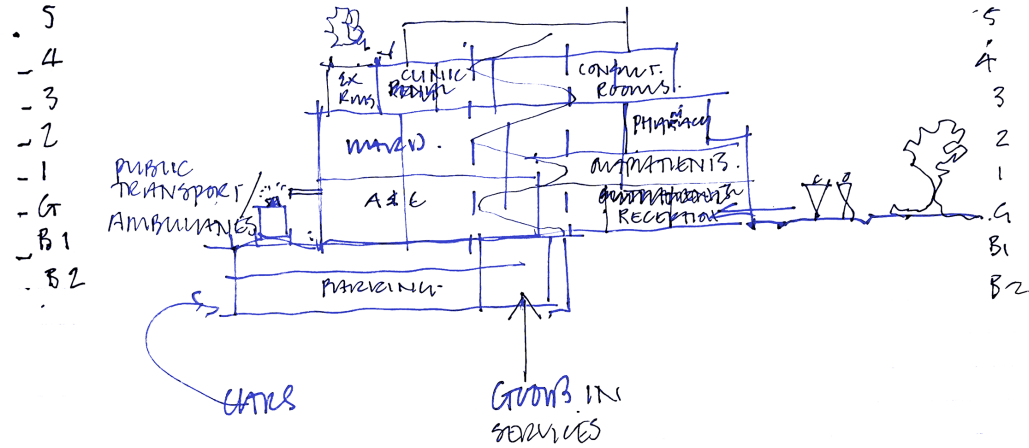 5
4
3
2
1
G
B1
B2
5
4
3
2
1
G
B1
B2
EX
RMS
CLINIC
CONSULT.
ROOMS.
PHARMACY
WARD.
OUTPATIENTS.
A & E
RECEPTION
PUBLIC
TRANSPORT/
AMBULANCES
PARKING
CARS
GOODS IN
SERVICES